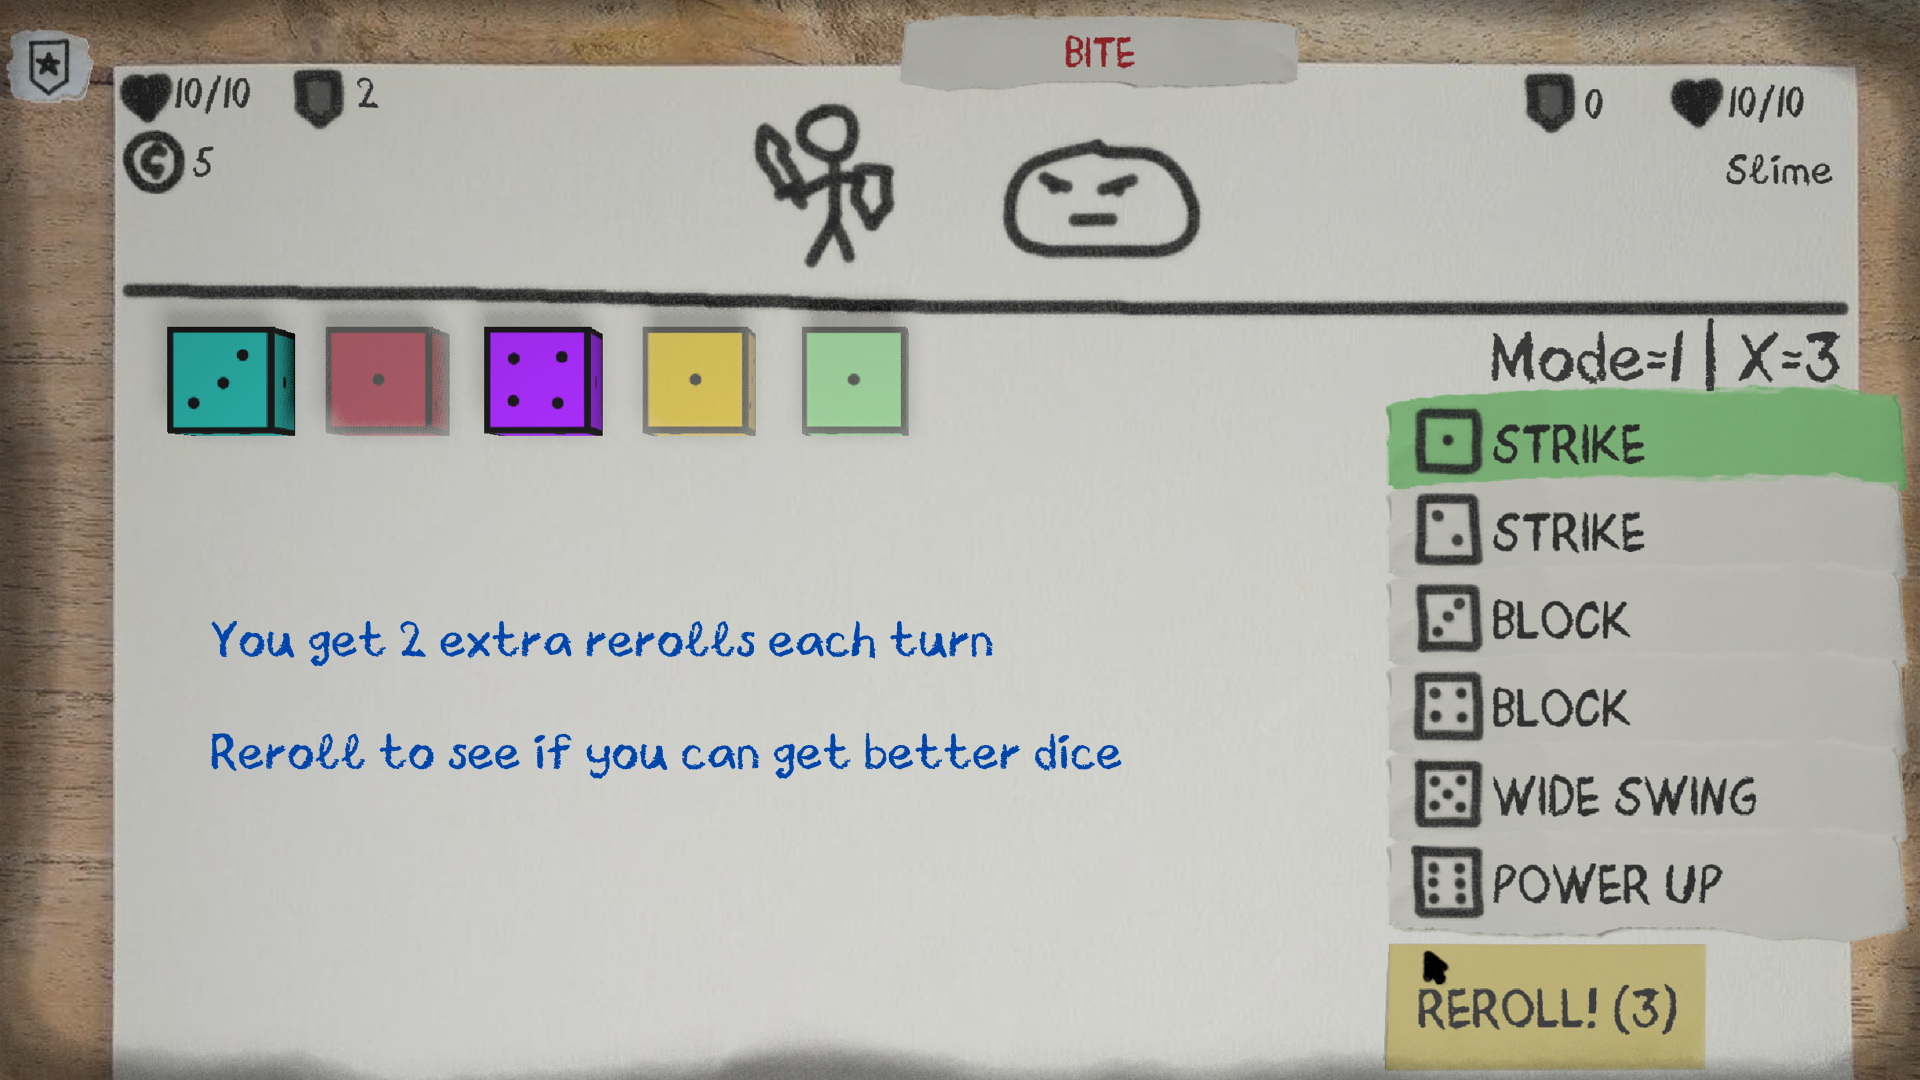 BITE
10/10 2
0 10/10
5
Slime
Mode=1 | X=3
STRIKE
STRIKE
BLOCK
BLOCK
WIDE SWING
POWER UP
You get 2 extra rerolls each turn
Reroll to see if you can get better dice
REROLL! (3)